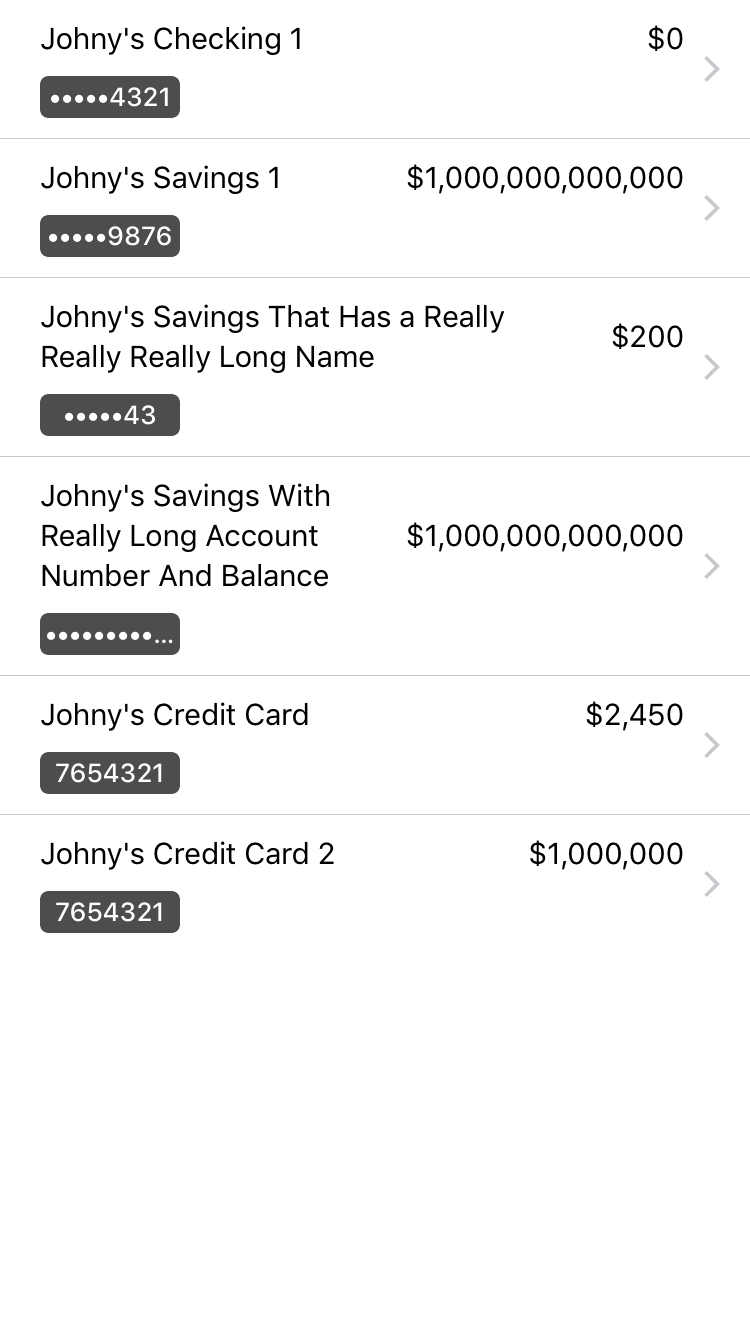 Johny's Checking 1 $0
•••••4321
Johny's Savings 1 $1,000,000,000,000
•••••9876
Johny's Savings That Has a Really
Really Really Long Name $200
•••••43
Johny's Savings With
Really Long Account $1,000,000,000,000
Number And Balance
•••••••••...
Johny's Credit Card $2,450
7654321
Johny's Credit Card 2 $1,000,000
7654321